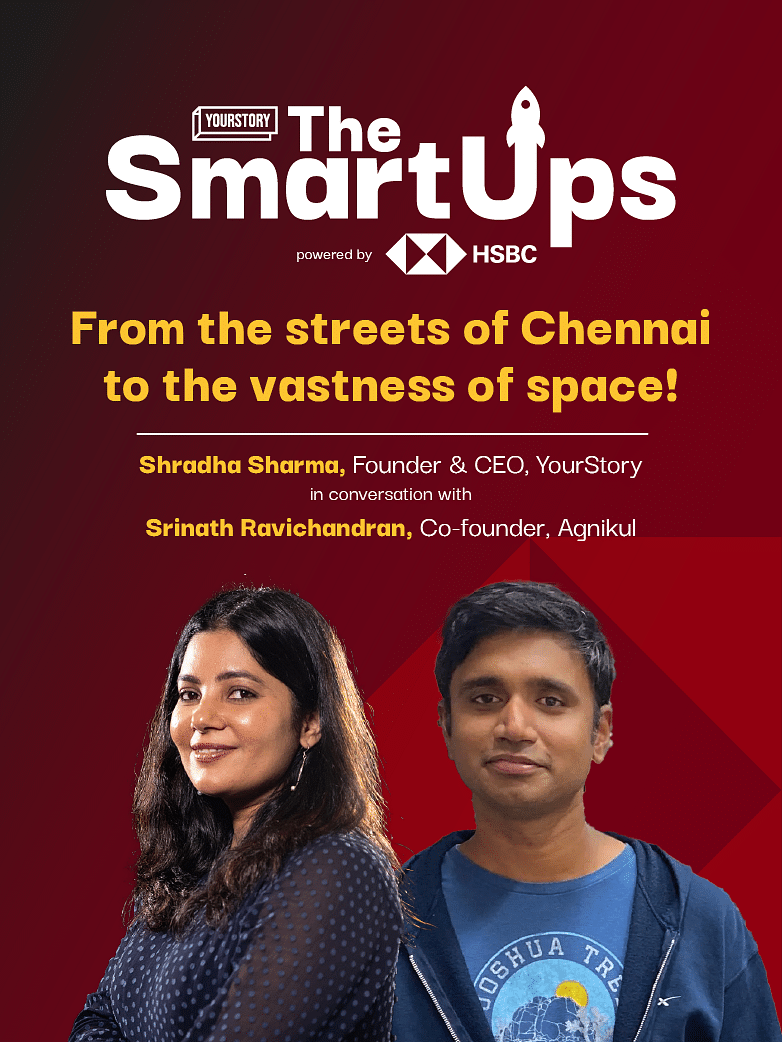 YOURSTORY
The
SmartUps
powered by HSBC
From the streets of Chennai
to the vastness of space!
Shradha Sharma, Founder & CEO, YourStory
in conversation with
Srinath Ravichandran, Co-founder, Agnikul
JOSHUA TREE